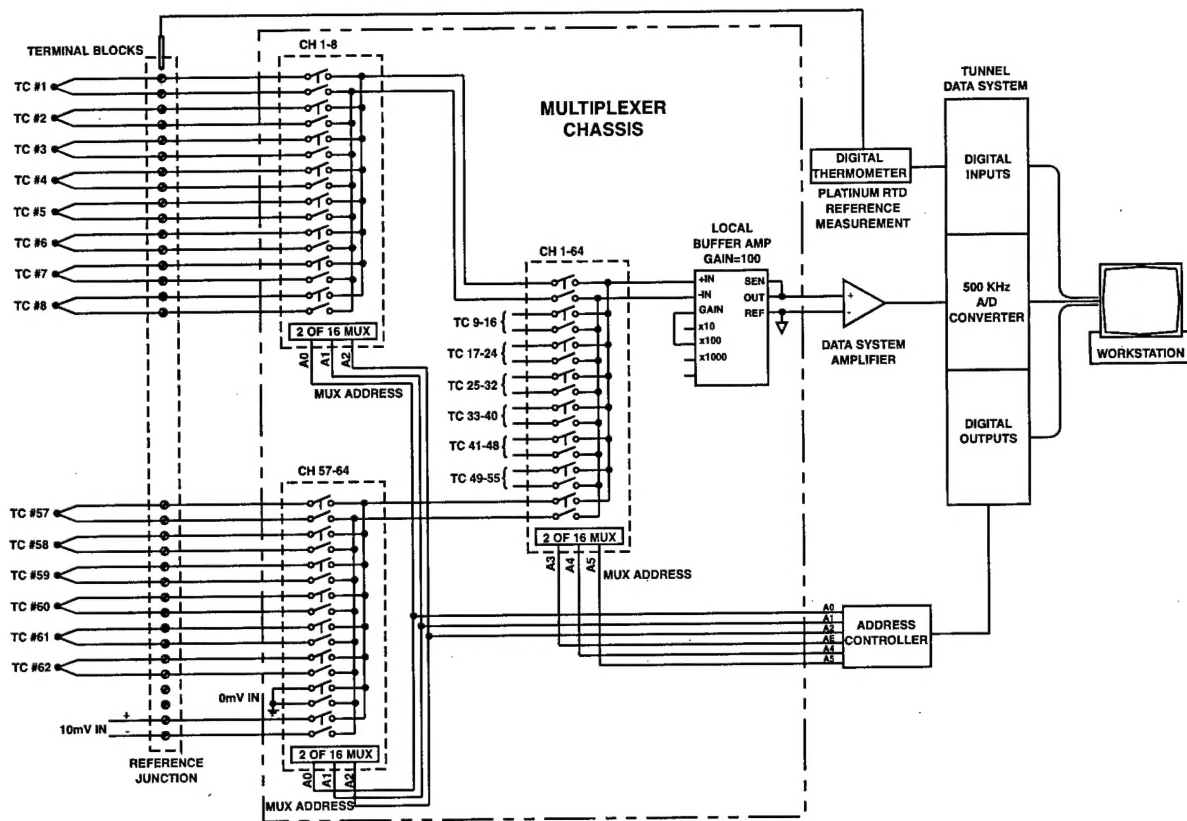 TERMINAL BLOCKS
TC #1
TC #2
TC #3
TC #4
TC #5
TC #6
TC #7
TC #8
CH 1-8
2 OF 16 MUX
A0
A1
A2
MUX ADDRESS
MULTIPLEXER
CHASSIS
CH 1-64
TC 9-16
TC 17-24
TC 25-32
TC 33-40
TC 41-48
TC 49-55
2 OF 16 MUX
A3
A4
A5
MUX ADDRESS
LOCAL
BUFFER AMP
GAIN=100
+IN
-IN
GAIN
x10
x100
x1000
SEN
OUT
REF
+
-
DATA SYSTEM
AMPLIFIER
DIGITAL
THERMOMETER
PLATINUM RTD
REFERENCE
MEASUREMENT
TUNNEL
DATA SYSTEM
DIGITAL
INPUTS
500 KHz
A/D
CONVERTER
DIGITAL
OUTPUTS
WORKSTATION
TC #57
TC #58
TC #59
TC #60
TC #61
TC #62
0mV IN
+
10mV IN
-
REFERENCE
JUNCTION
CH 57-64
2 OF 16 MUX
A0
A1
A2
MUX ADDRESS
A0
A1
A2
AE
A4
A5
ADDRESS
CONTROLLER